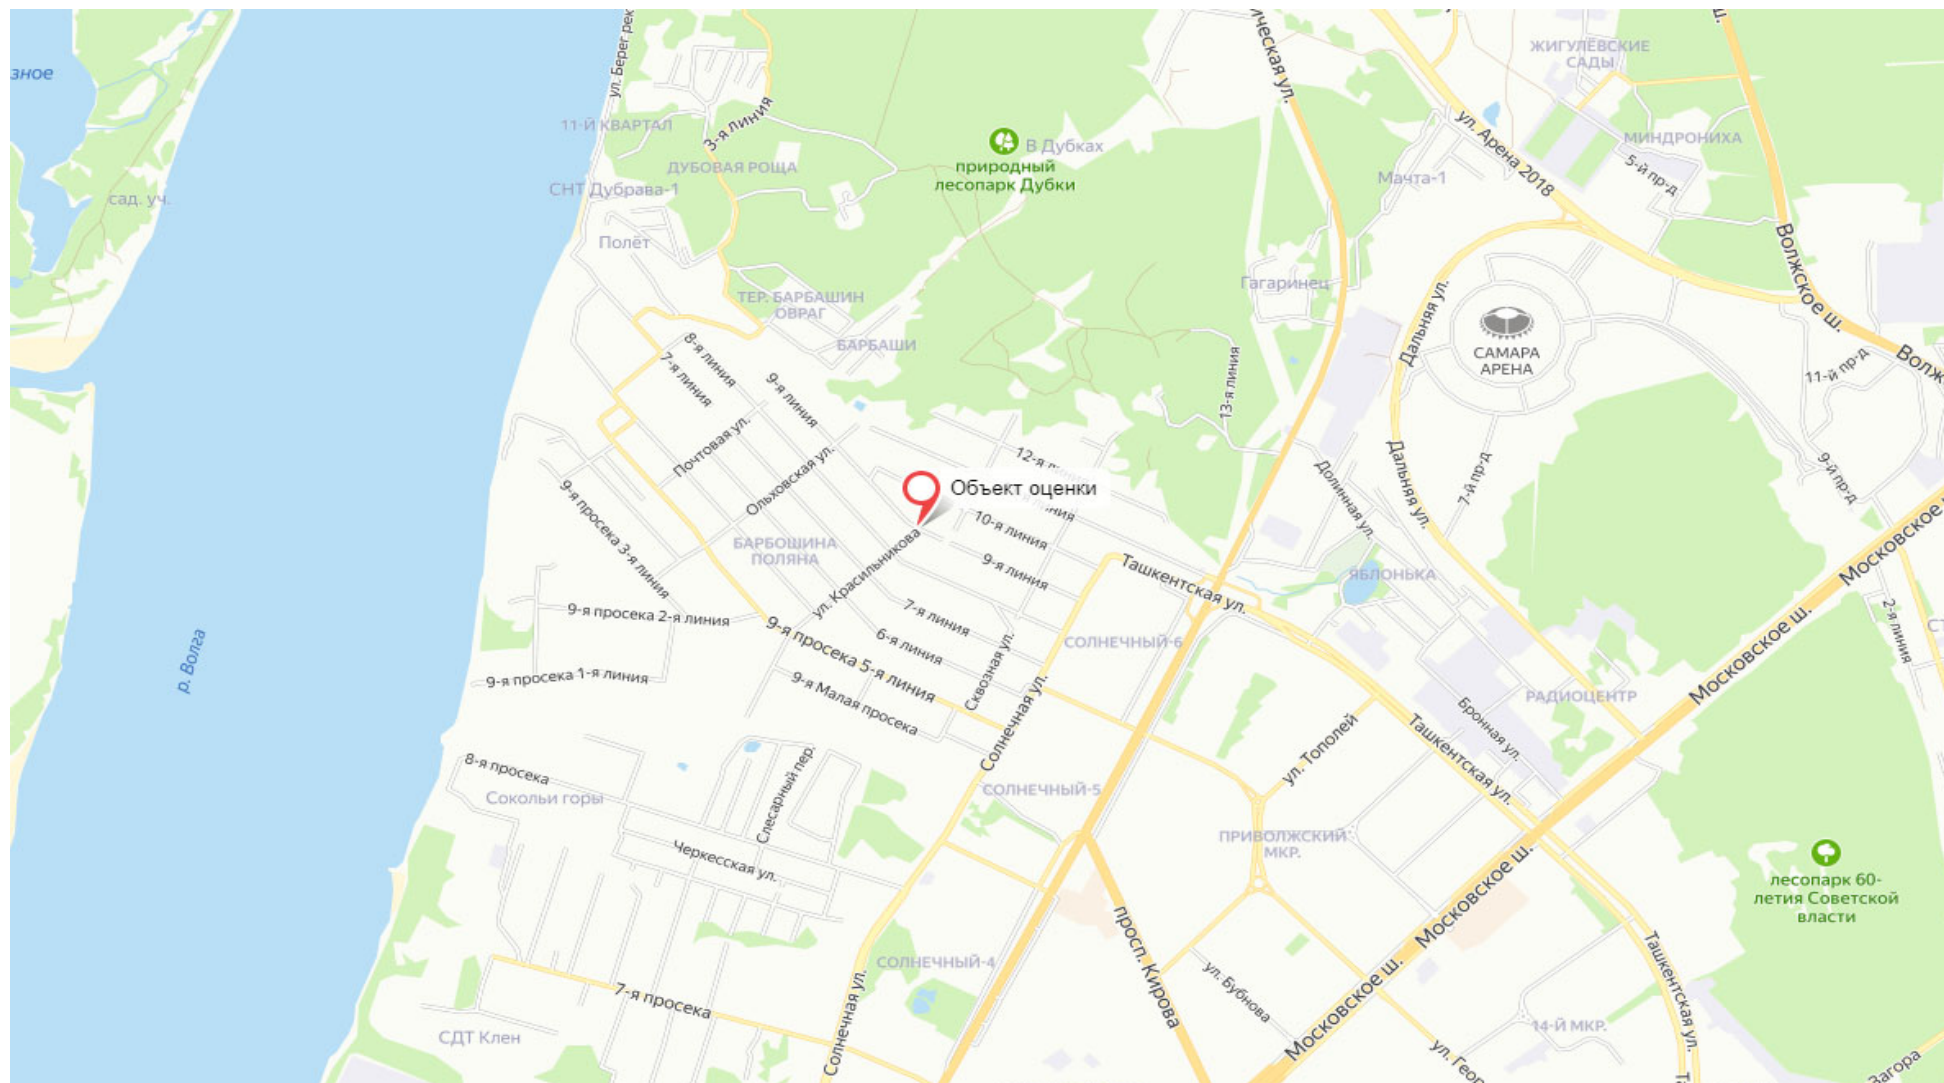 зное
ул. Берег рек
ическая ул.
Ш.
ЖИГУЛЁВСКИЕ
САДЫ
11-Й КВАРТАЛ
3-я линия
ДУБОВАЯ РОЩА
В Дубках
природный
лесопарк Дубки
ул. Арена 2018
МИНДРОНИХА
5-й пр-д
Мачта-1
СНТ Дубрава-1
сад. уч.
Полёт
Волжское ш.
Гагаринец
ТЕР. БАРБАШИН
ОВРАГ
БАРБАШИ
Дальняя ул.
САМАРА
АРЕНА
Волж
11-й пр-д
8-я линия
7-я линия
9-я линия
13-я линия
Почтовая ул.
Ольховская ул.
12-я
Объект оценки
Долинная ул.
Дальняя ул.
7-й пр-д
9-й пр-д
Московское
9-я просека 3-я линия
10-я линия
БАРБОШИНА
ПОЛЯНА
ул. Красильникова
9-я линия
Ташкентская ул.
ЯБЛОНЬКА
Московское ш.
2-я линия
9-я просека 2-я линия
7-я линия
6-я линия
9-я просека 5-я линия
СОЛНЕЧНЫЙ-6
Сквозная ул.
р. Волга
9-я просека 1-я линия
9-я Малая просека
Солнечная ул.
РАДИОЦЕНТР
Бронная ул.
ул. Тополей
Ташкентская ул.
8-я просека
Сокольи горы
Слесарный пер.
СОЛНЕЧНЫЙ-5
ПРИВОЛЖСКИЙ
МКР.
Черкесская ул.
лесопарк 60-
летия Советской
власти
Московское ш.
просп. Кирова
СОЛНЕЧНЫЙ-4
Солнечная ул.
7-я просека
СДТ Клен
ул. Бубнова
Московское ш.
14-Й МКР.
Ташкентская ул.
ул. Геор
Загора